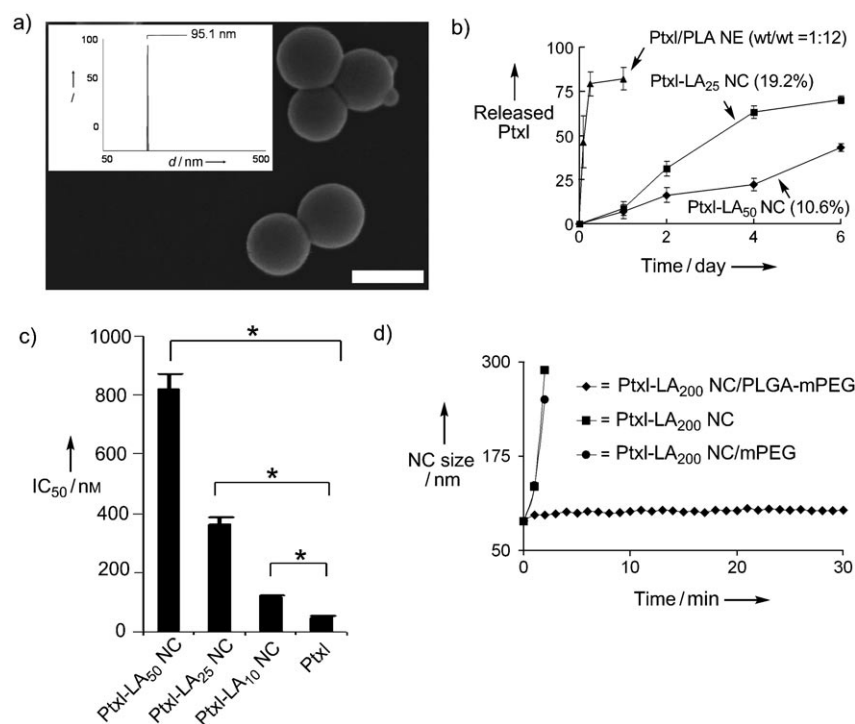 a)
100
50
0
I
95.1 nm
50
d / nm
500
b)
100
75
50
25
0
Released
Ptxl
Ptxl/PLA NE (wt/wt =1:12)
Ptxl-LA25 NC
(19.2%)
Ptxl-LA50 NC (10.6%)
0
2
4
6
Time / day
c)
1000
800
600
400
200
0
IC50 / nM
*
*
*
Ptxl-LA50 NC
Ptxl-LA25 NC
Ptxl-LA10 NC
Ptxl
d)
300
175
50
NC size
/ nm
= Ptxl-LA200 NC/PLGA-mPEG
= Ptxl-LA200 NC
= Ptxl-LA200 NC/mPEG
0
10
20
30
Time / min